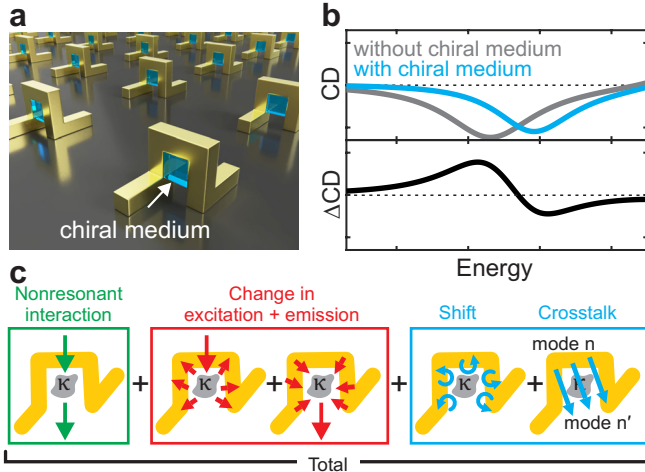 a
chiral medium
b
CD
without chiral medium
with chiral medium
ΔCD
Energy
c
Nonresonant
interaction
Change in
excitation + emission
Shift
Crosstalk
κ
+
κ
+
κ
+
κ
+
mode n
κ
mode n′
Total